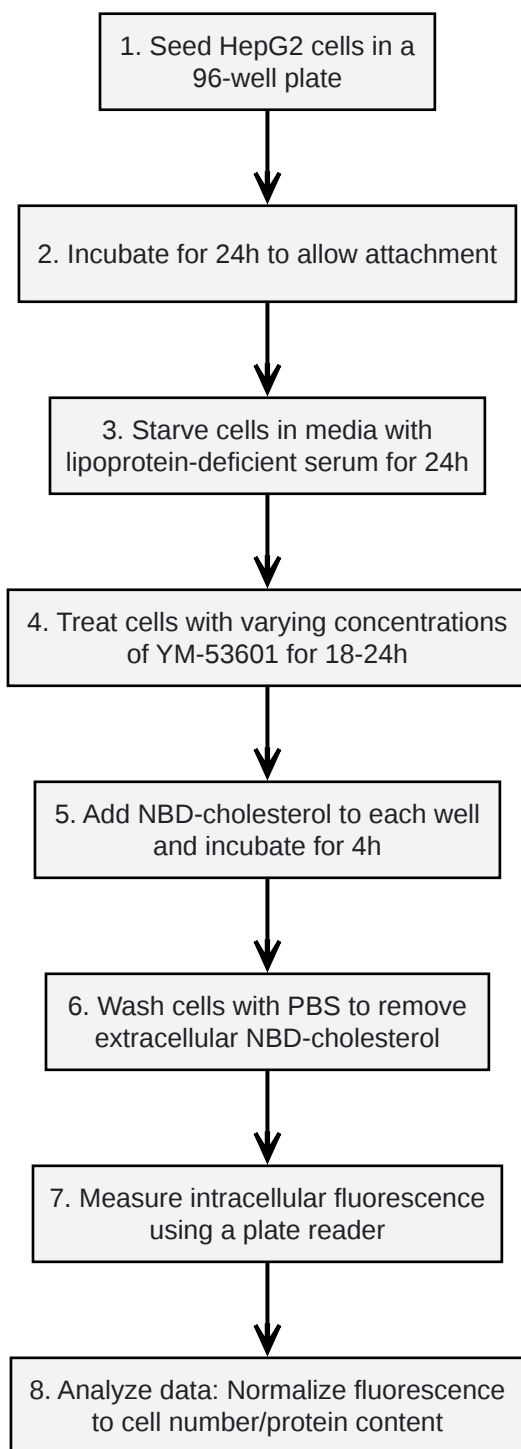 1. Seed HepG2 cells in a
96-well plate
2. Incubate for 24h to allow attachment
3. Starve cells in media with
lipoprotein-deficient serum for 24h
4. Treat cells with varying concentrations
of YM-53601 for 18-24h
5. Add NBD-cholesterol to each well
and incubate for 4h
6. Wash cells with PBS to remove
extracellular NBD-cholesterol
7. Measure intracellular fluorescence
using a plate reader
8. Analyze data: Normalize fluorescence
to cell number/protein content